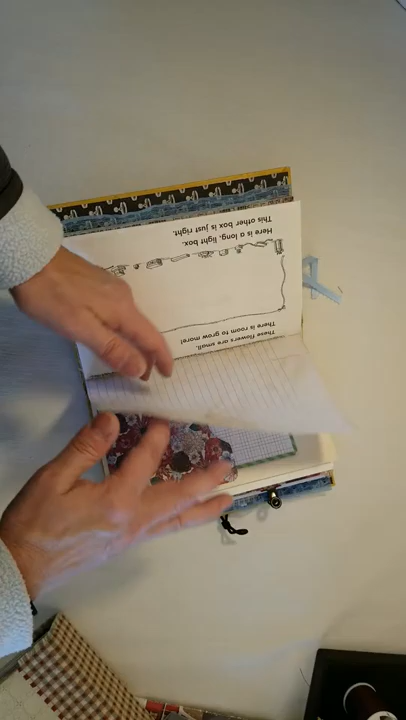 These flowers are small.
There is room to grow more!
Here is a long, light box.
This other box is just right.